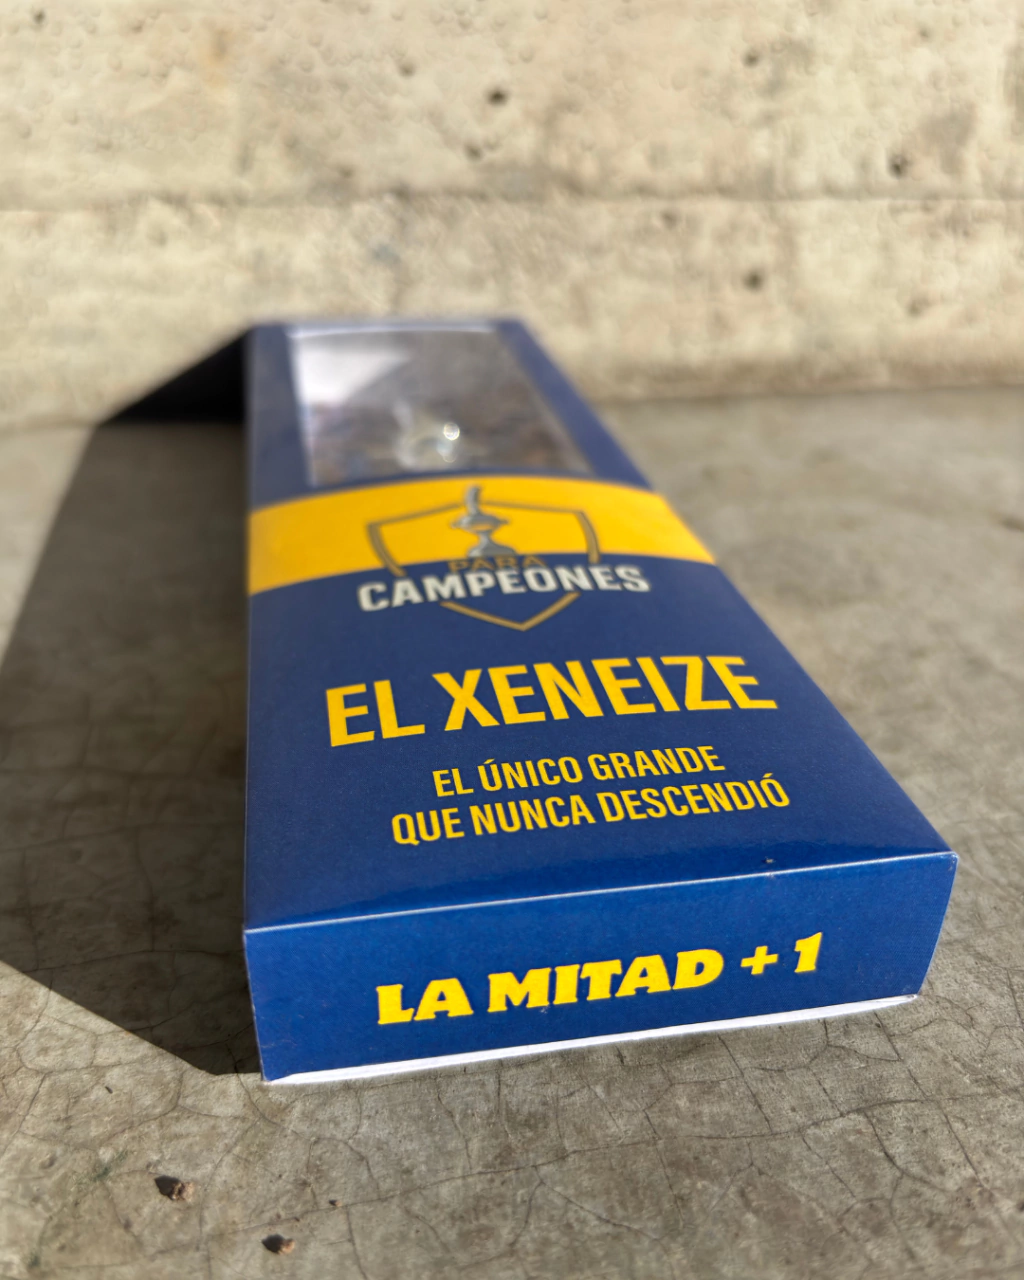 PARA
CAMPEONES
EL XENEIZE
EL ÚNICO GRANDE
QUE NUNCA DESCENDIÓ
LA MITAD + 1